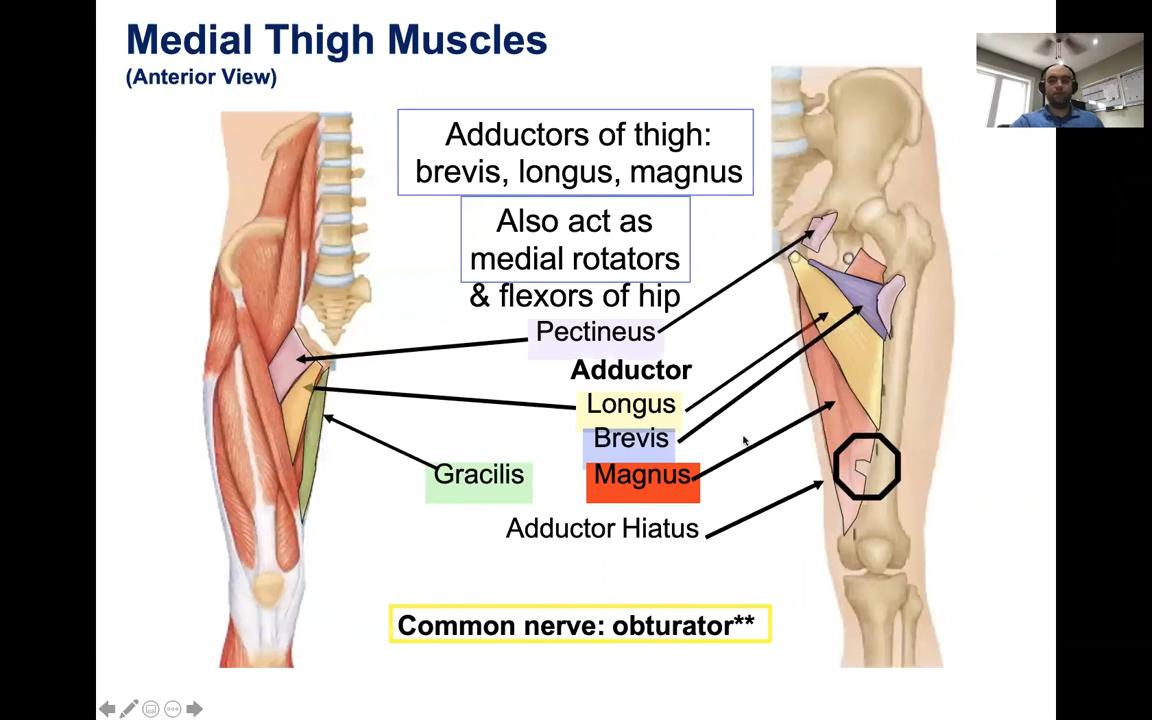 Medial Thigh Muscles
(Anterior View)
Adductors of thigh:
brevis, longus, magnus
Also act as
medial rotators
& flexors of hip
Pectineus
Adductor
Longus
Brevis
Magnus
Gracilis
Adductor Hiatus
Common nerve: obturator**